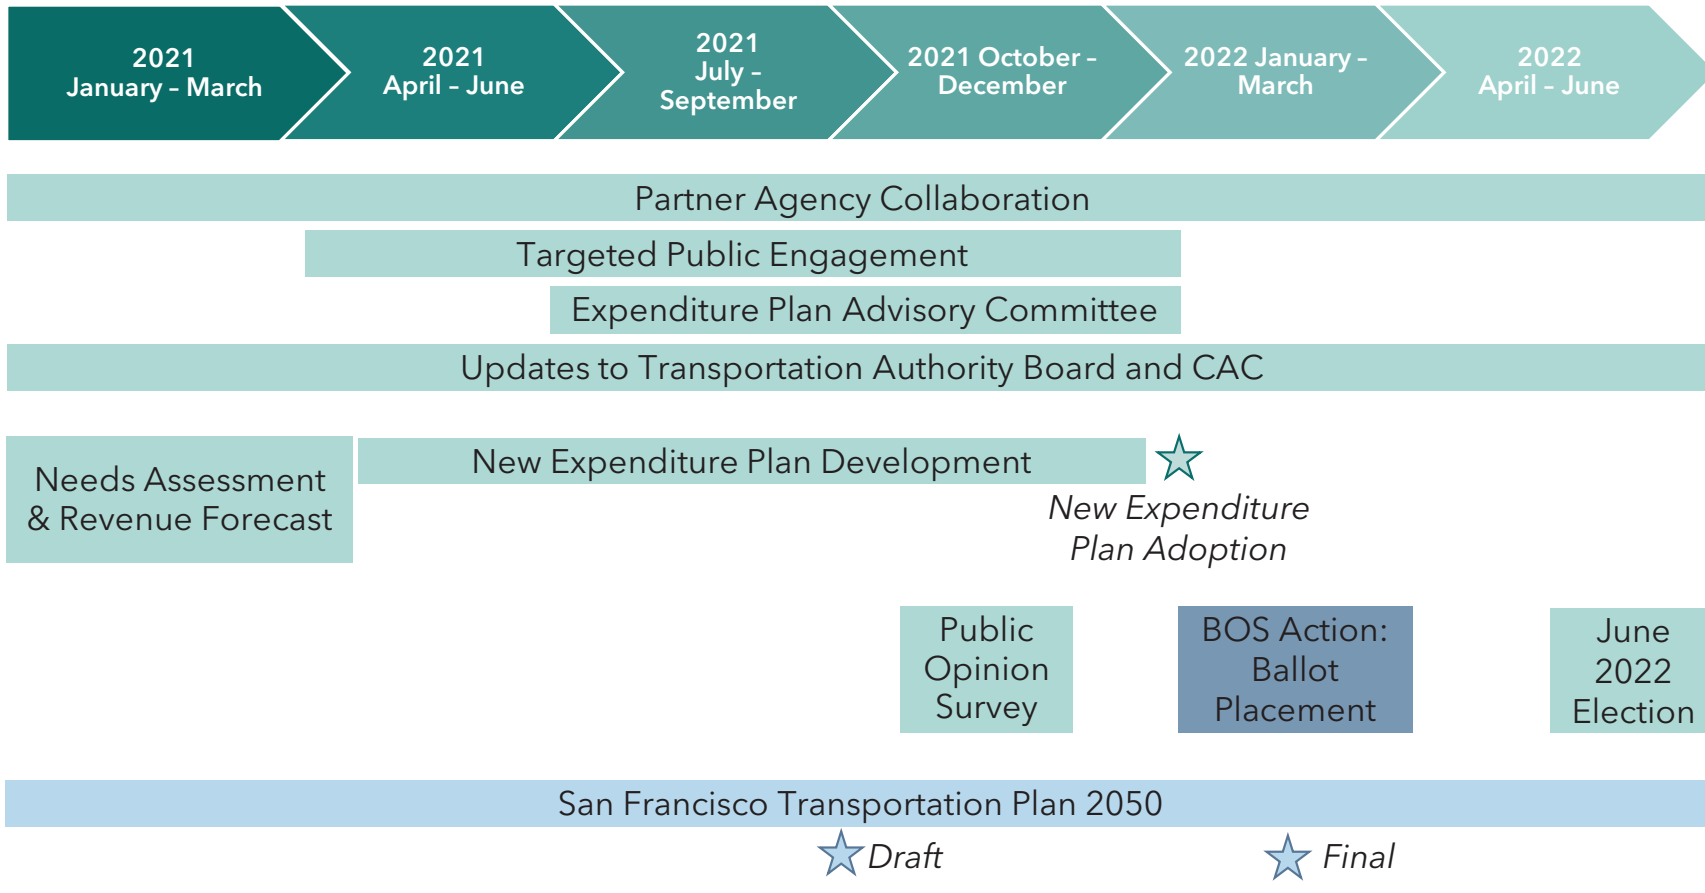 2021
January – March
2021
April – June
2021
July –
September
2021 October –
December
2022 January –
March
2022
April – June
Partner Agency Collaboration
Targeted Public Engagement
Expenditure Plan Advisory Committee
Updates to Transportation Authority Board and CAC
Needs Assessment
& Revenue Forecast
New Expenditure Plan Development
New Expenditure
Plan Adoption
Public
Opinion
Survey
BOS Action:
Ballot
Placement
June
2022
Election
San Francisco Transportation Plan 2050
Draft
Final